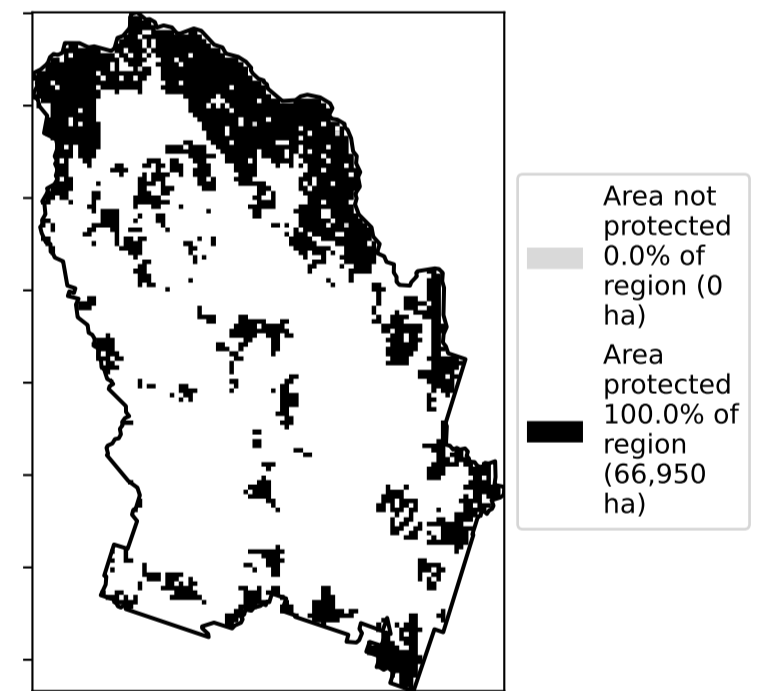 Area not
protected
0.0% of
region (0
ha)
Area
protected
100.0% of
region
(66,950
ha)